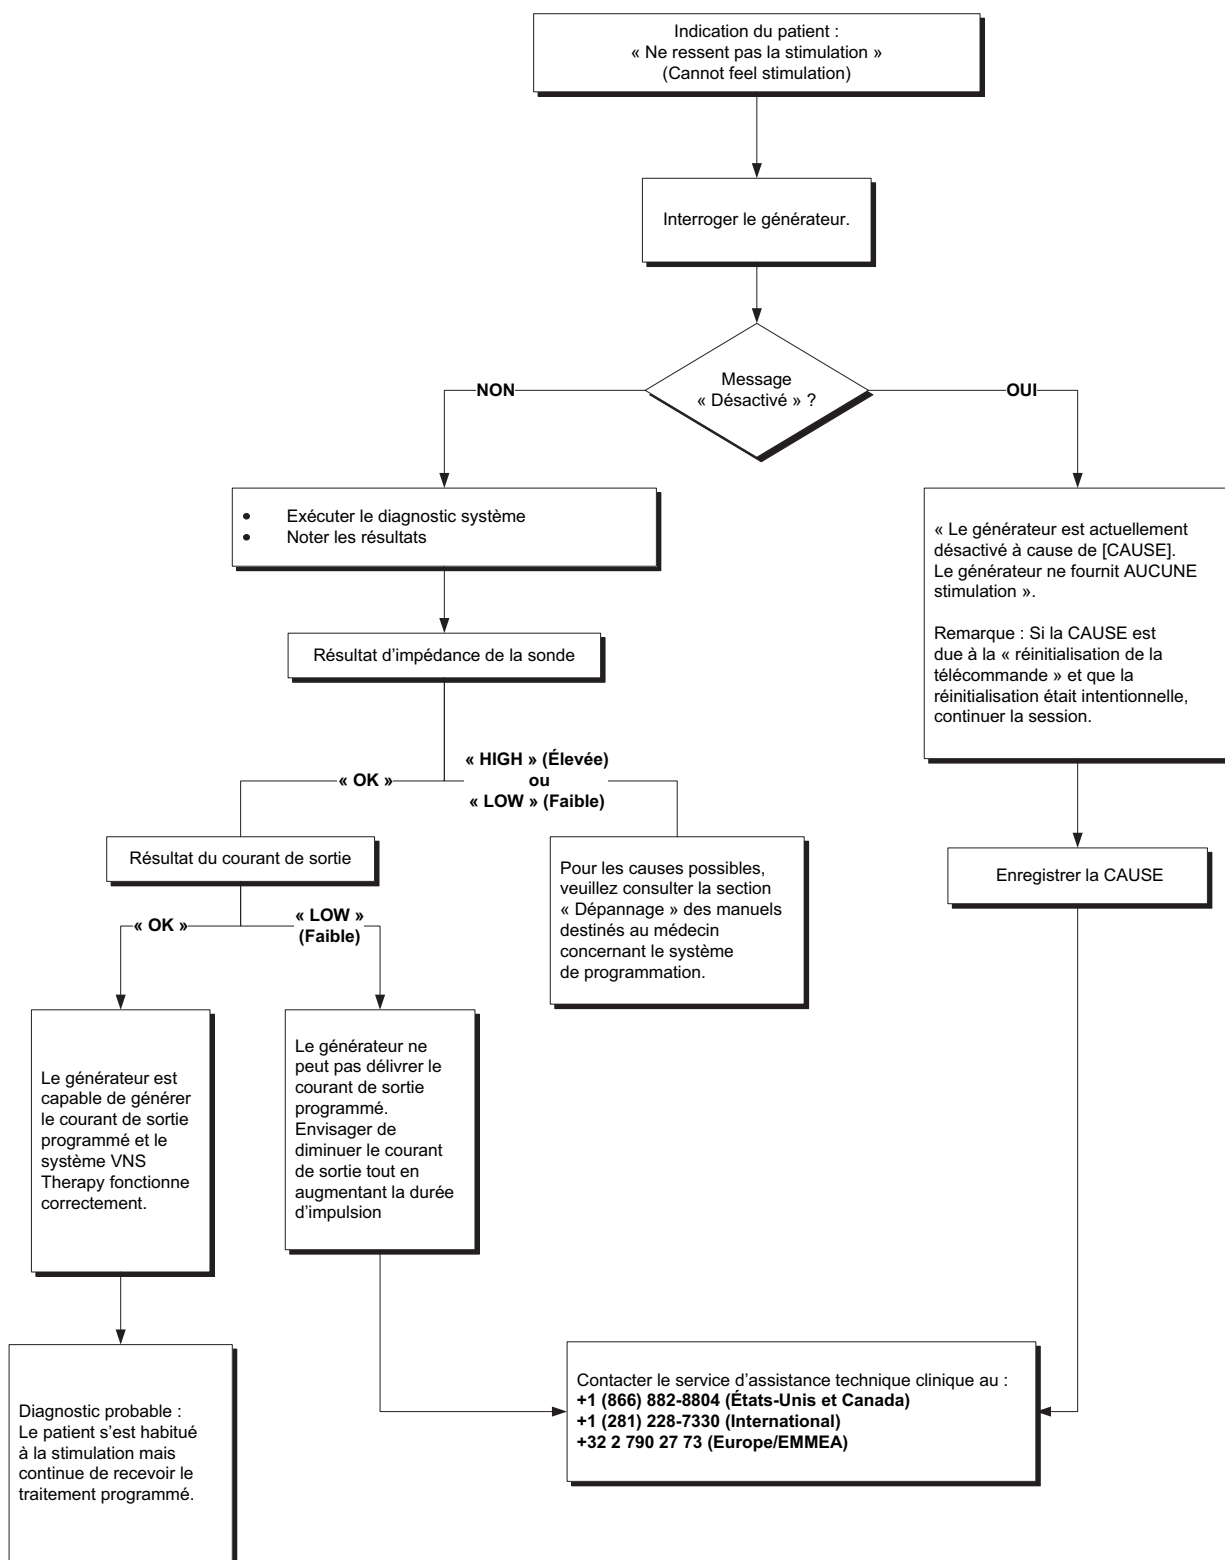 Indication du patient :
« Ne ressent pas la stimulation »
(Cannot feel stimulation)
Interroger le générateur.
Message
« Désactivé » ?
NON
OUI
• Exécuter le diagnostic système
• Noter les résultats
« Le générateur est actuellement
désactivé à cause de [CAUSE].
Le générateur ne fournit AUCUNE
stimulation ».
Remarque : Si la CAUSE est
due à la « réinitialisation de la
télécommande » et que la
réinitialisation était intentionnelle,
continuer la session.
Résultat d’impédance de la sonde
« OK »
« HIGH » (Élevée)
ou
« LOW » (Faible)
Résultat du courant de sortie
Pour les causes possibles,
veuillez consulter la section
« Dépannage » des manuels
destinés au médecin
concernant le système
de programmation.
Enregistrer la CAUSE
« OK »
« LOW »
(Faible)
Le générateur est
capable de générer
le courant de sortie
programmé et le
système VNS
Therapy fonctionne
correctement.
Le générateur ne
peut pas délivrer le
courant de sortie
programmé.
Envisager de
diminuer le courant
de sortie tout en
augmentant la durée
d’impulsion
Diagnostic probable :
Le patient s’est habitué
à la stimulation mais
continue de recevoir le
traitement programmé.
Contacter le service d’assistance technique clinique au :
+1 (866) 882-8804 (États-Unis et Canada)
+1 (281) 228-7330 (International)
+32 2 790 27 73 (Europe/EMMEA)